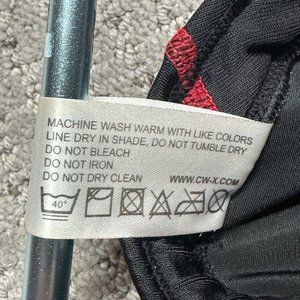 MACHINE WASH WARM WITH LIKE COLORS
LINE DRY IN SHADE, DO NOT TUMBLE DRY
DO NOT BLEACH
DO NOT IRON
DO NOT DRY CLEAN WWW.CW-X.COM
40°